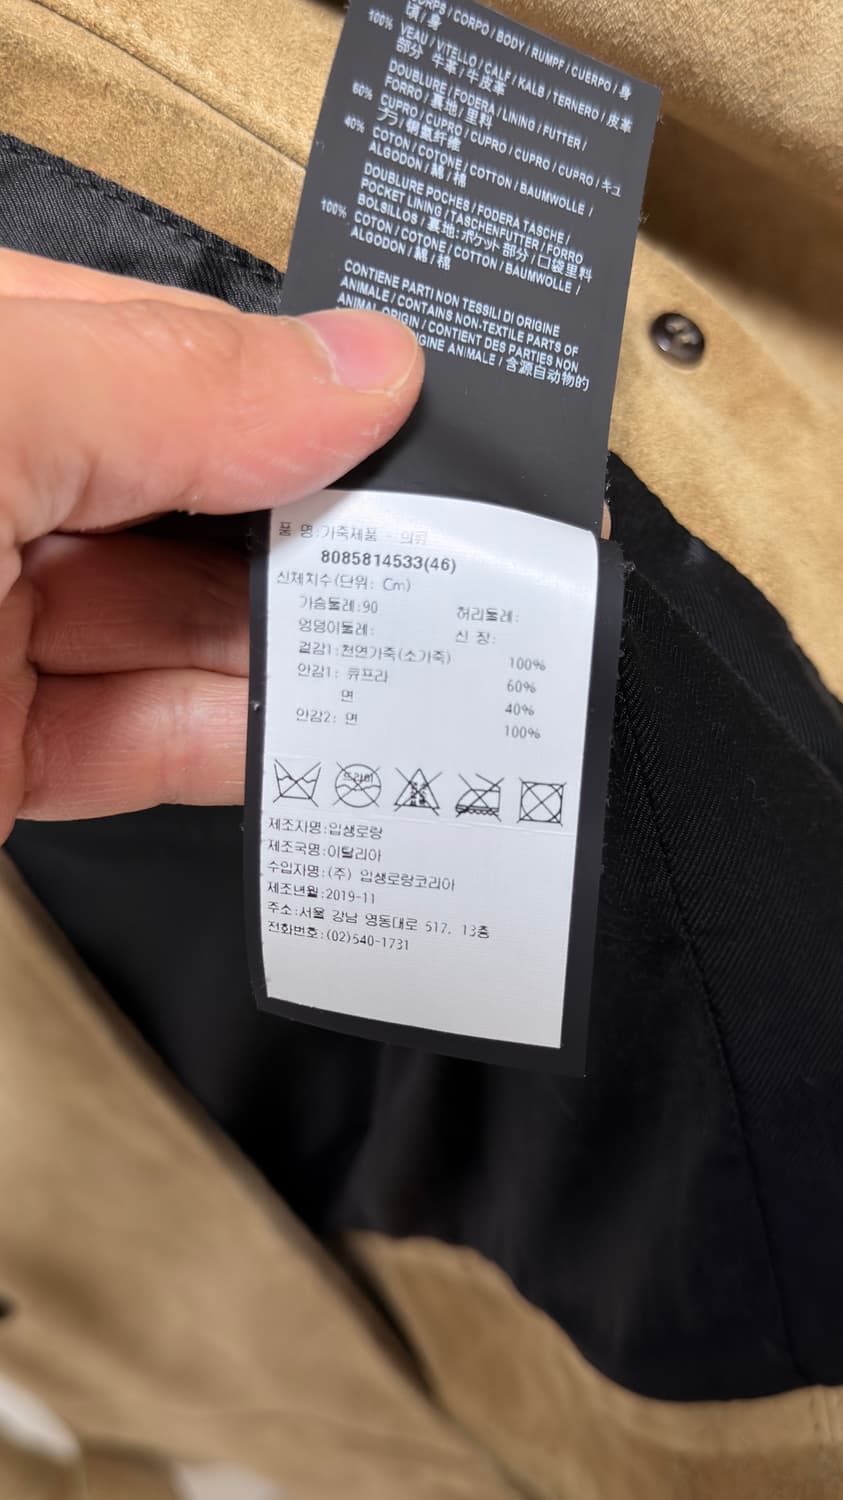 CORPS / CORPO / BODY / RUMPF / CUERPO / 身
頃 / 身
100% VEAU / VITELLO / CALF / KALB / TERNERO / 皮革
部分 牛革 / 牛皮革
DOUBLURE / FODERA / LINING / FUTTER /
FORRO / 裏地 / 里料
60% CUPRO / CUPRO / CUPRO / CUPRO / CUPRO / キュ
プラ / 铜氨纤维
40% COTON / COTONE / COTTON / BAUMWOLLE /
ALGODON / 綿 / 棉
DOUBLURE POCHES / FODERA TASCHE /
POCKET LINING / TASCHENFUTTER / FORRO
BOLSILLOS / 裏地:ポケット部分 / 口袋里料
100% COTON / COTONE / COTTON / BAUMWOLLE /
ALGODON / 綿 / 棉
CONTIENE PARTI NON TESSILI DI ORIGINE
ANIMALE / CONTAINS NON-TEXTILE PARTS OF
ANIMAL ORIGIN / CONTIENT DES PARTIES NON
ANIMALE / 含源自动物的
품 명:가죽제품 - 의류
8085814533(46)
신체치수(단위: Cm)
가슴둘레:90 허리둘레:
엉덩이둘레: 신 장:
겉감1:천연가죽(소가죽) 100%
안감1: 큐프라 60%
면 40%
안감2: 면 100%
드라이
제조자명:입생로랑
제조국명:이탈리아
수입자명:(주) 입생로랑코리아
제조년월:2019-11
주소:서울 강남 영동대로 517, 13층
전화번호:(02)540-1731